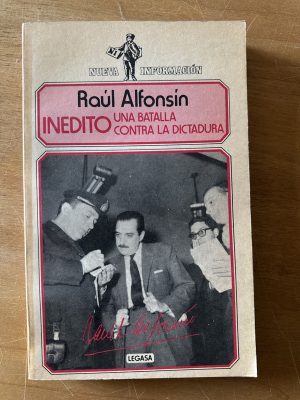 NUEVA INFORMACIÓN
Raúl Alfonsín
INEDITO UNA BATALLA
CONTRA LA DICTADURA
LEGASA